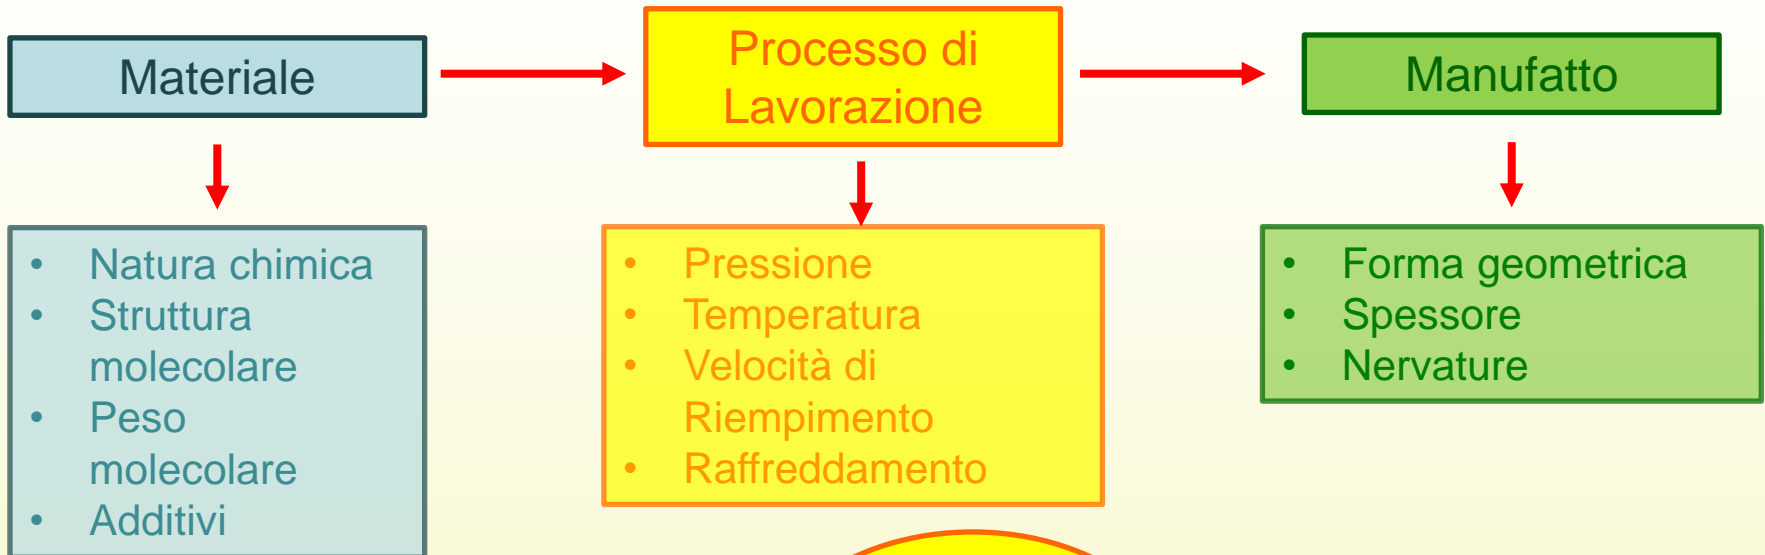 Materiale
Processo di
Lavorazione
Manufatto
• Natura chimica
• Struttura
molecolare
• Peso
molecolare
• Additivi
• Pressione
• Temperatura
• Velocità di
Riempimento
• Raffreddamento
• Forma geometrica
• Spessore
• Nervature